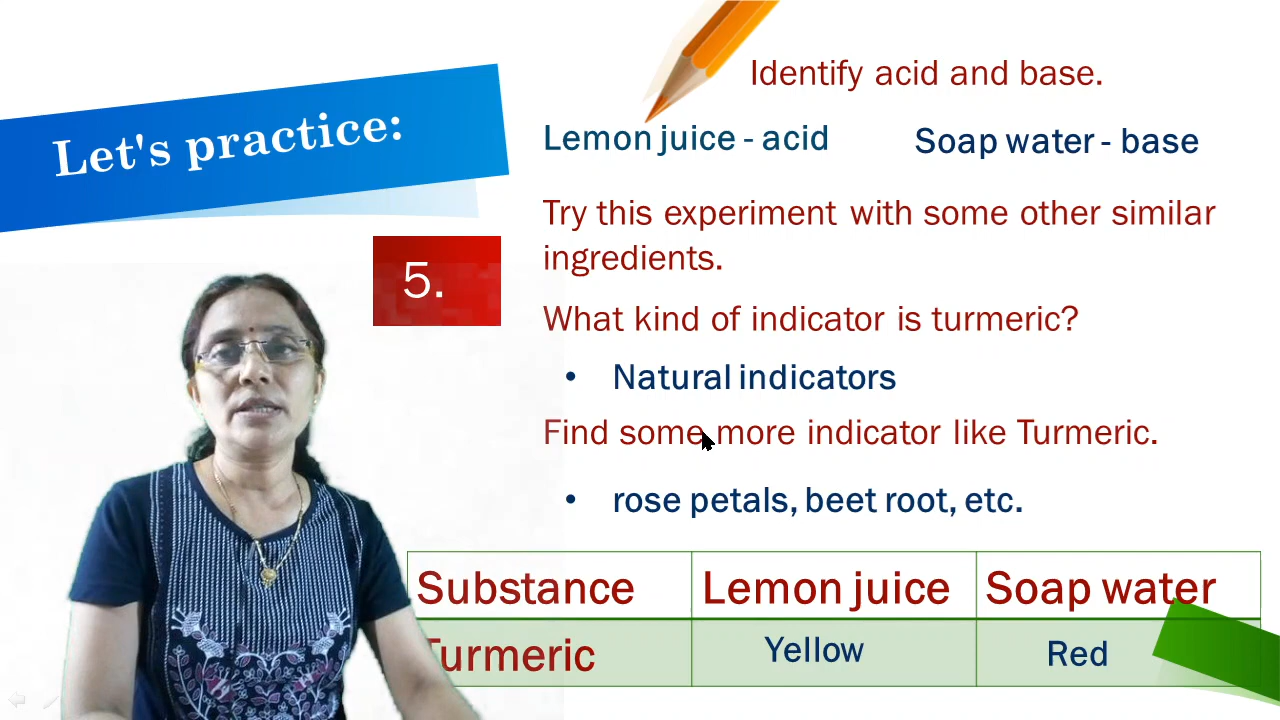 Let's practice:
Identify acid and base.
Lemon juice - acid
Soap water - base
Try this experiment with some other similar
ingredients.
5.
What kind of indicator is turmeric?
• Natural indicators
Find some more indicator like Turmeric.
• rose petals, beet root, etc.
Substance Lemon juice Soap water
Turmeric Yellow Red